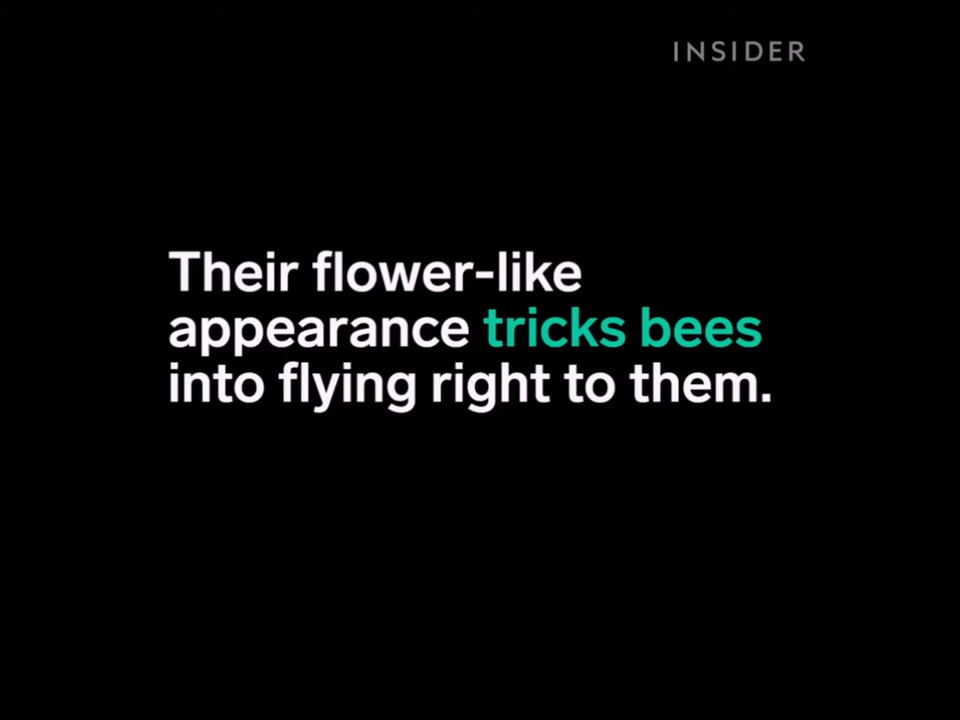 INSIDER
Their flower-like
appearance tricks bees
into flying right to them.